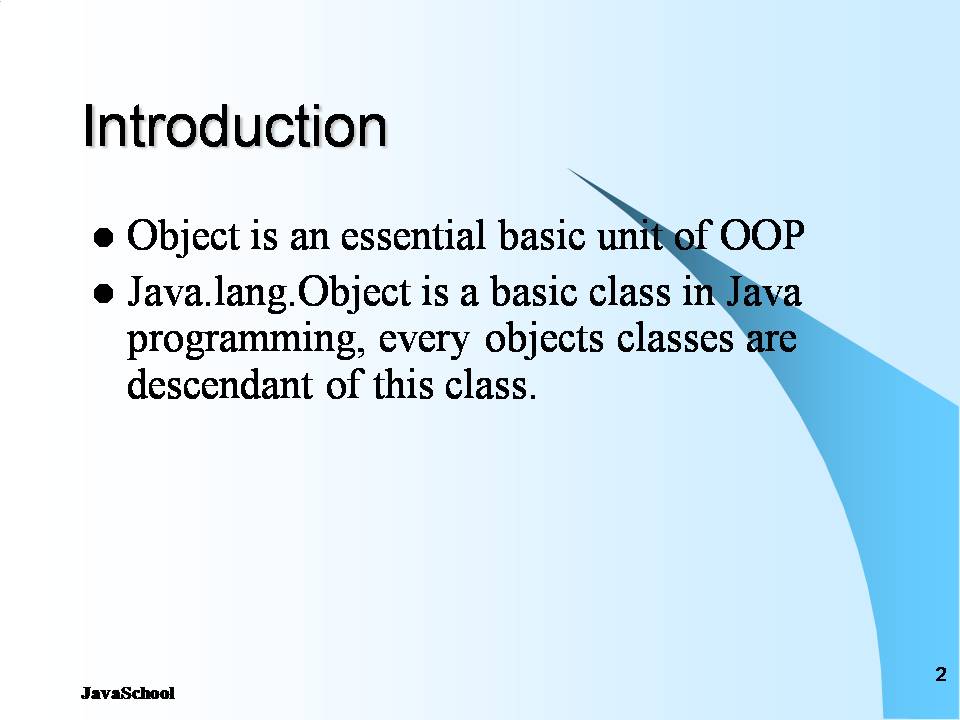 Introduction
● Object is an essential basic unit of OOP
● Java.lang.Object is a basic class in Java
programming, every objects classes are
descendant of this class.
2
JavaSchool